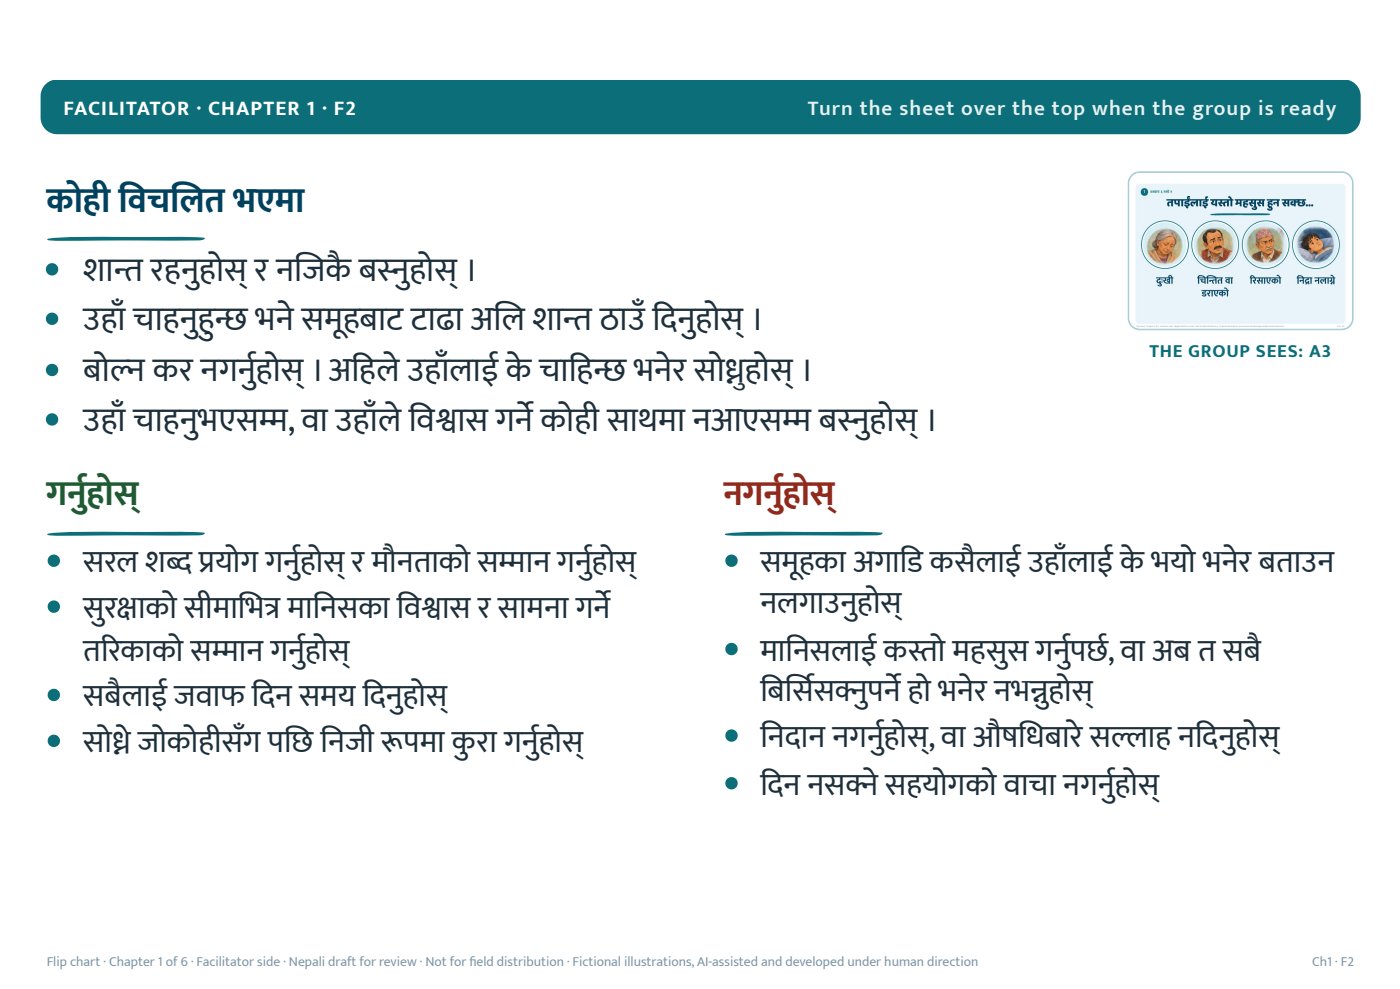 FACILITATOR · CHAPTER 1 · F2
Turn the sheet over the top when the group is ready
कोही विचलित भएमा
शान्त रहनुहोस् र नजिकै बस्नुहोस् ।
उहाँ चाहनुहुन्छ भने समूहबाट टाढा अलि शान्त ठाउँ दिनुहोस् ।
बोल्न कर नगर्नुहोस् । अहिले उहाँलाई के चाहिन्छ भनेर सोध्नुहोस् ।
उहाँ चाहनुभएसम्म, वा उहाँले विश्वास गर्ने कोही साथमा नआएसम्म बस्नुहोस् ।
तपाईंलाई यस्तो महसुस हुन सक्छ...
दुःखी
चिन्तित वा
डराएको
रिसाएको
निद्रा नलाग्ने
THE GROUP SEES: A3
गर्नुहोस्
सरल शब्द प्रयोग गर्नुहोस् र मौनताको सम्मान गर्नुहोस्
सुरक्षाको सीमाभित्र मानिसका विश्वास र सामना गर्ने
तरिकाको सम्मान गर्नुहोस्
सबैलाई जवाफ दिन समय दिनुहोस्
सोध्ने जोकोहीसँग पछि निजी रूपमा कुरा गर्नुहोस्
नगर्नुहोस्
समूहका अगाडि कसैलाई उहाँलाई के भयो भनेर बताउन
नलगाउनुहोस्
मानिसलाई कस्तो महसुस गर्नुपर्छ, वा अब त सबै
बिर्सिसक्नुपर्ने हो भनेर नभन्नुहोस्
निदान नगर्नुहोस्, वा औषधिबारे सल्लाह नदिनुहोस्
दिन नसक्ने सहयोगको वाचा नगर्नुहोस्
Flip chart · Chapter 1 of 6 · Facilitator side · Nepali draft for review · Not for field distribution · Fictional illustrations, AI-assisted and developed under human direction
Ch1 · F2